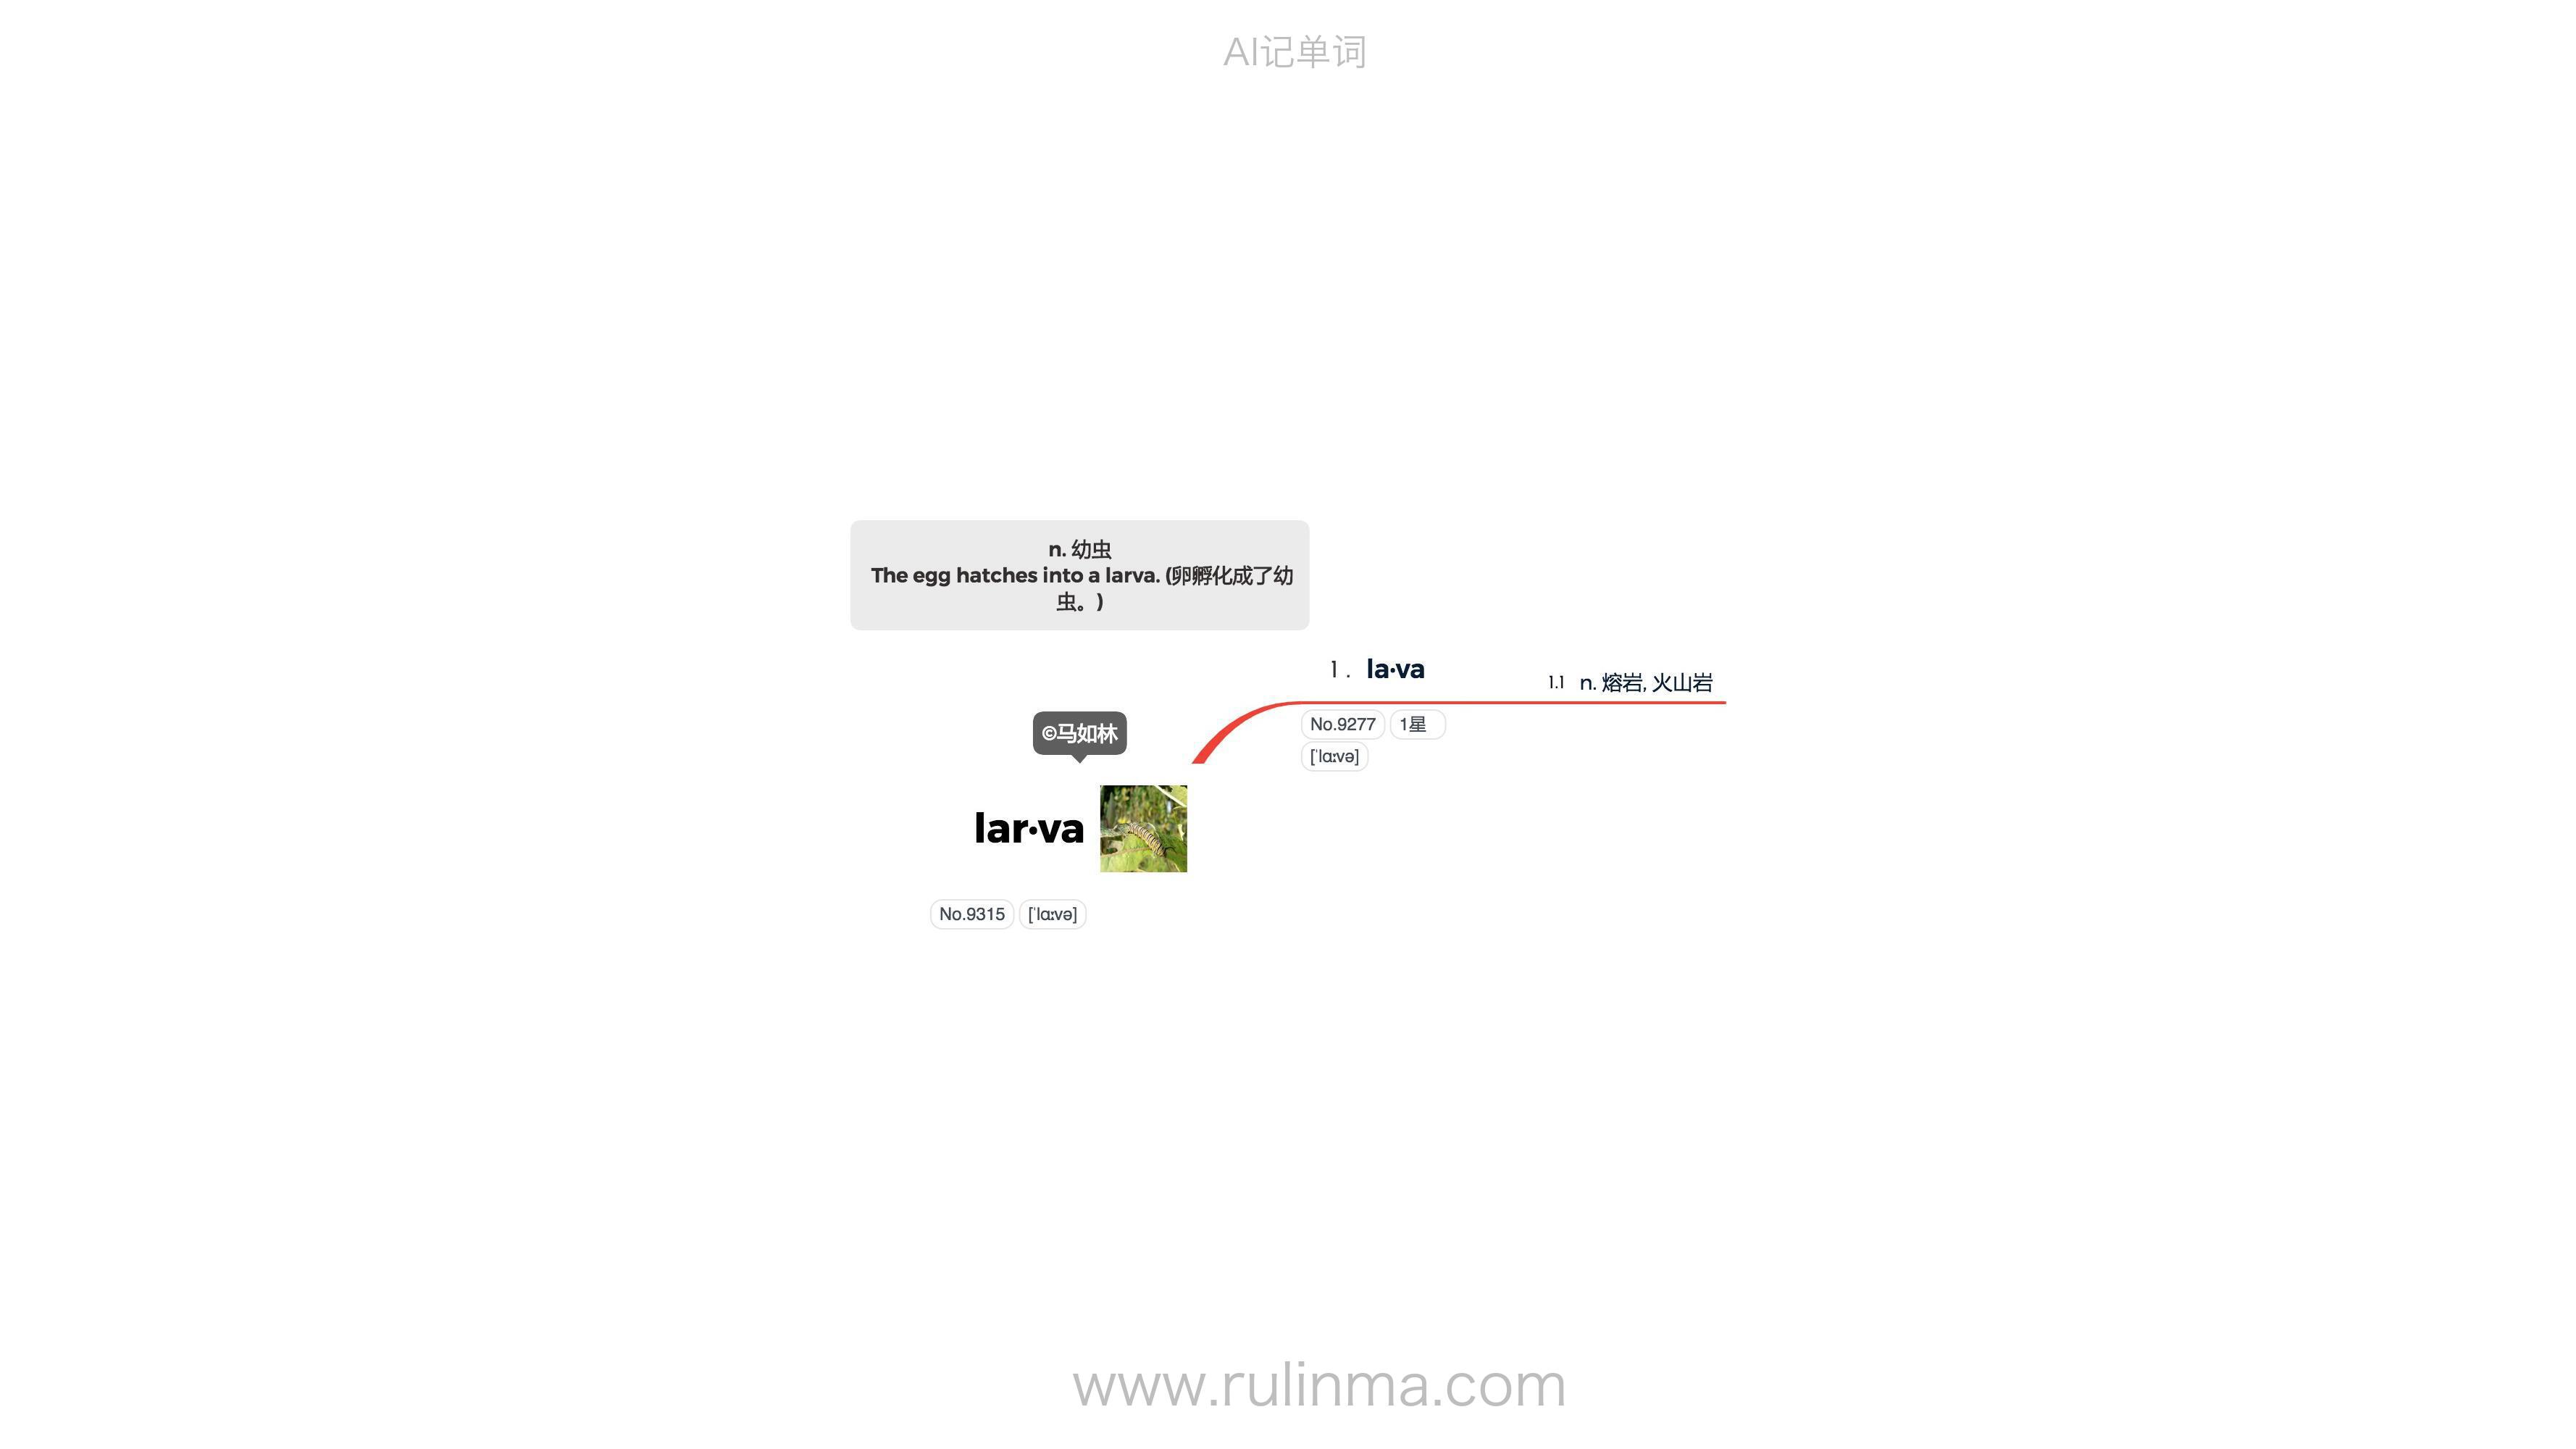 AI记单词
n. 幼虫
The egg hatches into a larva. (卵孵化成了幼
虫。)
1. la·va
1.1 n. 熔岩, 火山岩
No.9277 1星
[ˈlɑːvə]
©马如林
lar·va
No.9315 [ˈlɑːvə]
www.rulinma.com